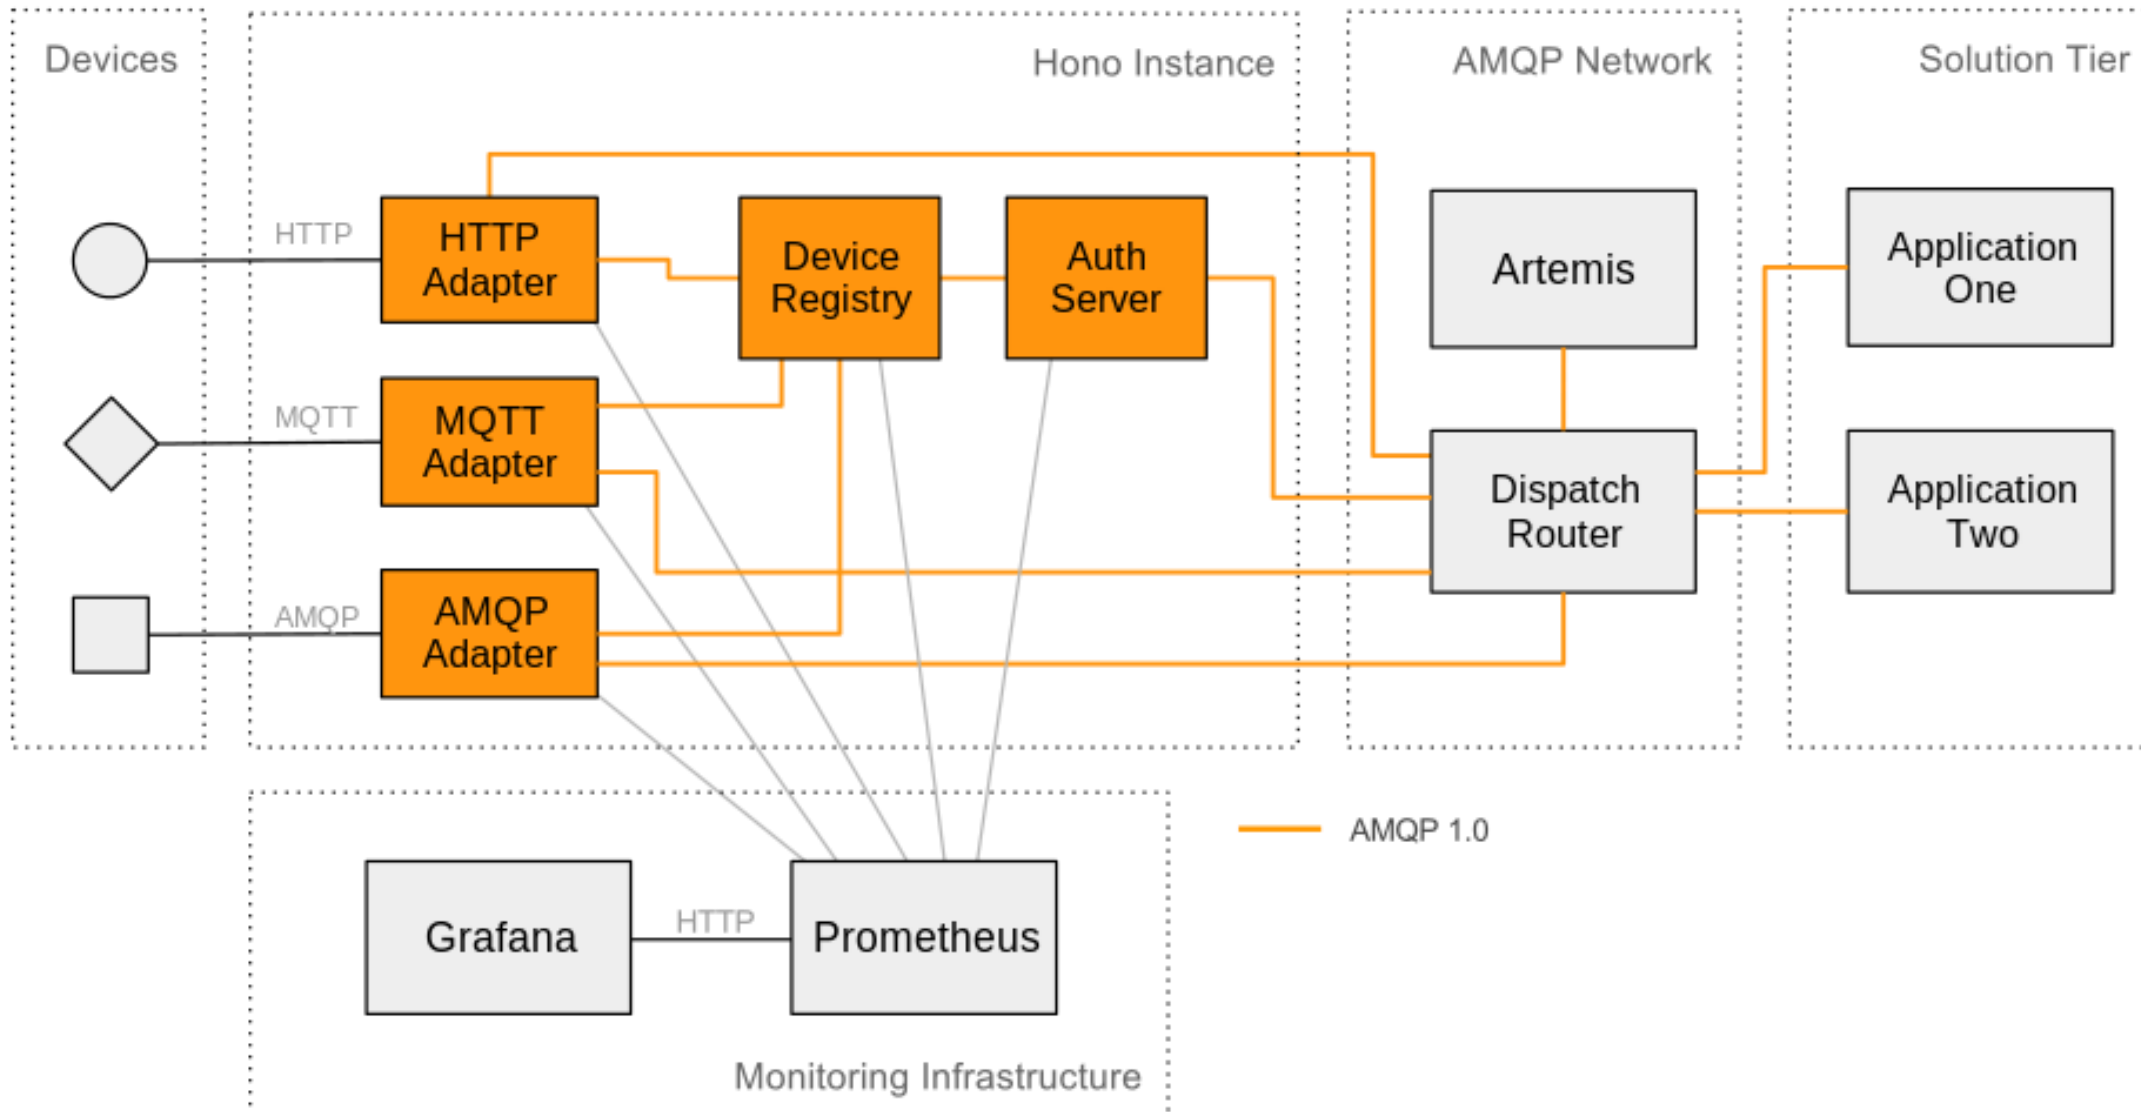 Devices
Hono Instance
AMQP Network
Solution Tier
HTTP
HTTP
Adapter
Device
Registry
Auth
Server
Artemis
Application
One
MQTT
MQTT
Adapter
Dispatch
Router
Application
Two
AMQP
AMQP
Adapter
AMQP 1.0
Grafana
HTTP
Prometheus
Monitoring Infrastructure